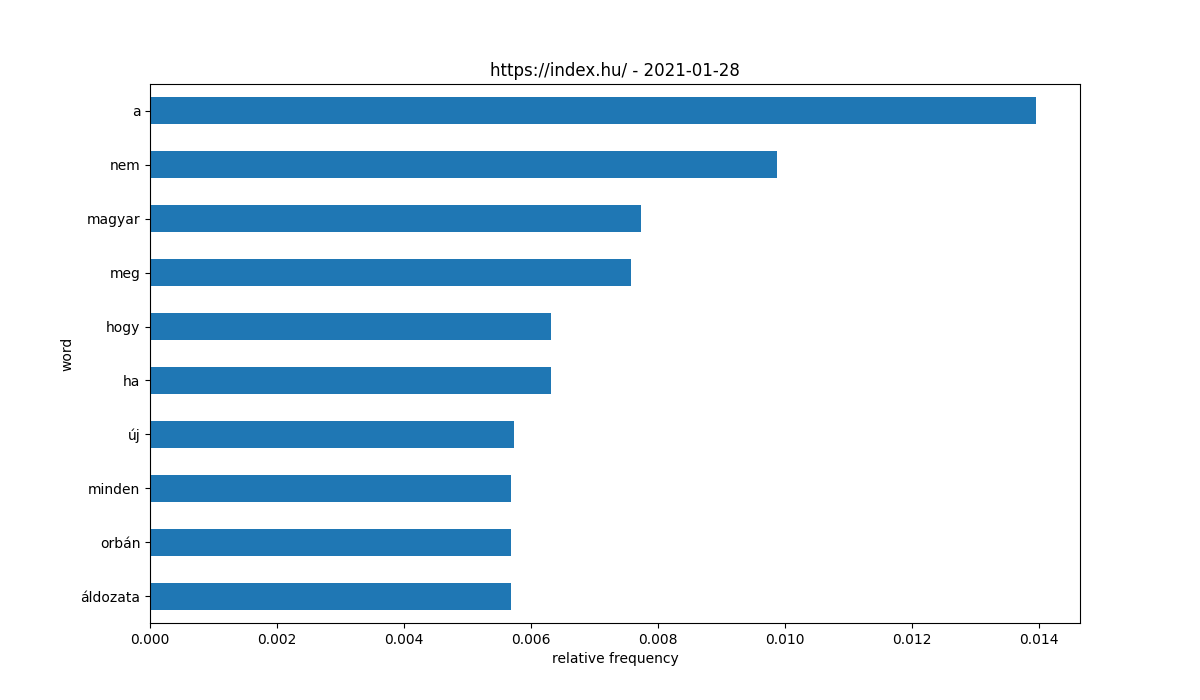 https://index.hu/ - 2021-01-28
a
nem
magyar
meg
hogy
ha
új
minden
orbán
áldozata
word
0.000 0.002 0.004 0.006 0.008 0.010 0.012 0.014
relative frequency